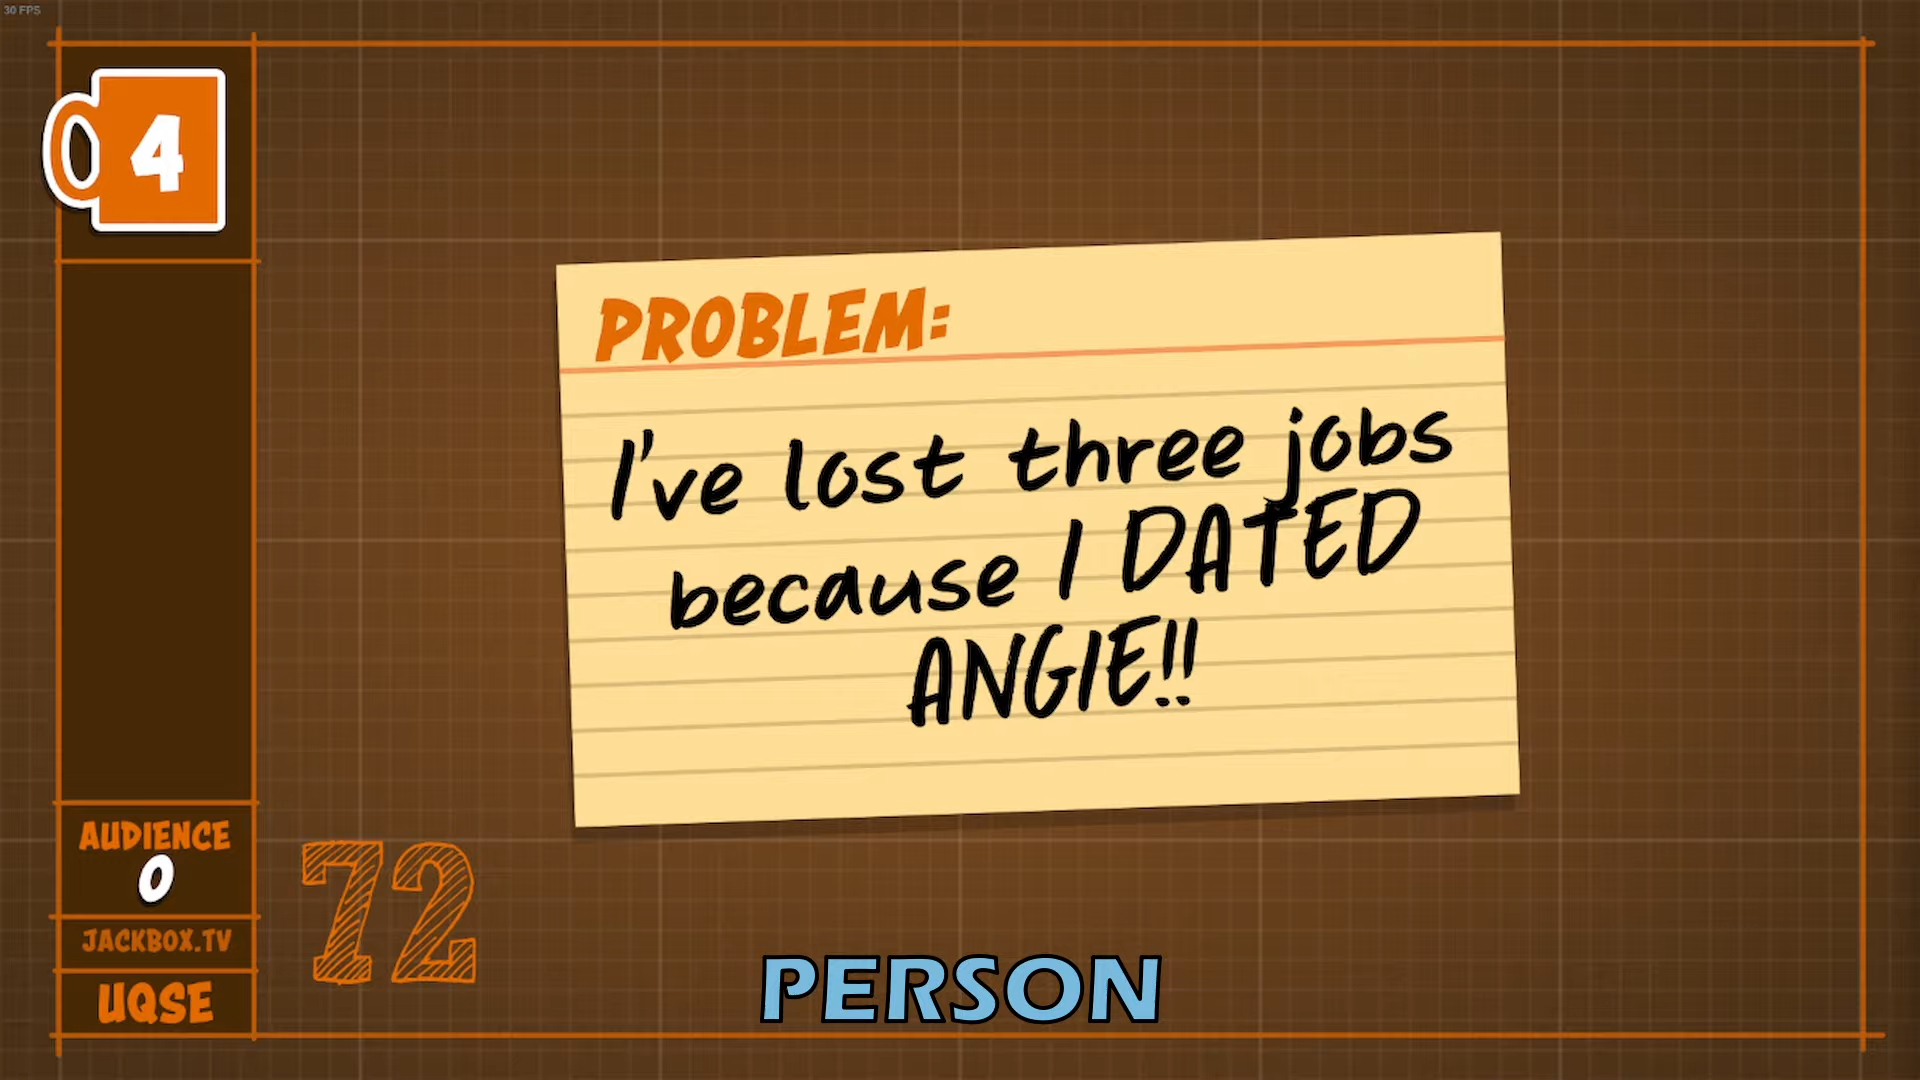 30 FPS
4
PROBLEM:
I've lost three jobs
because I DATED
ANGIE!!
AUDIENCE
0
JACKBOX.TV
UQSE
72
PERSON